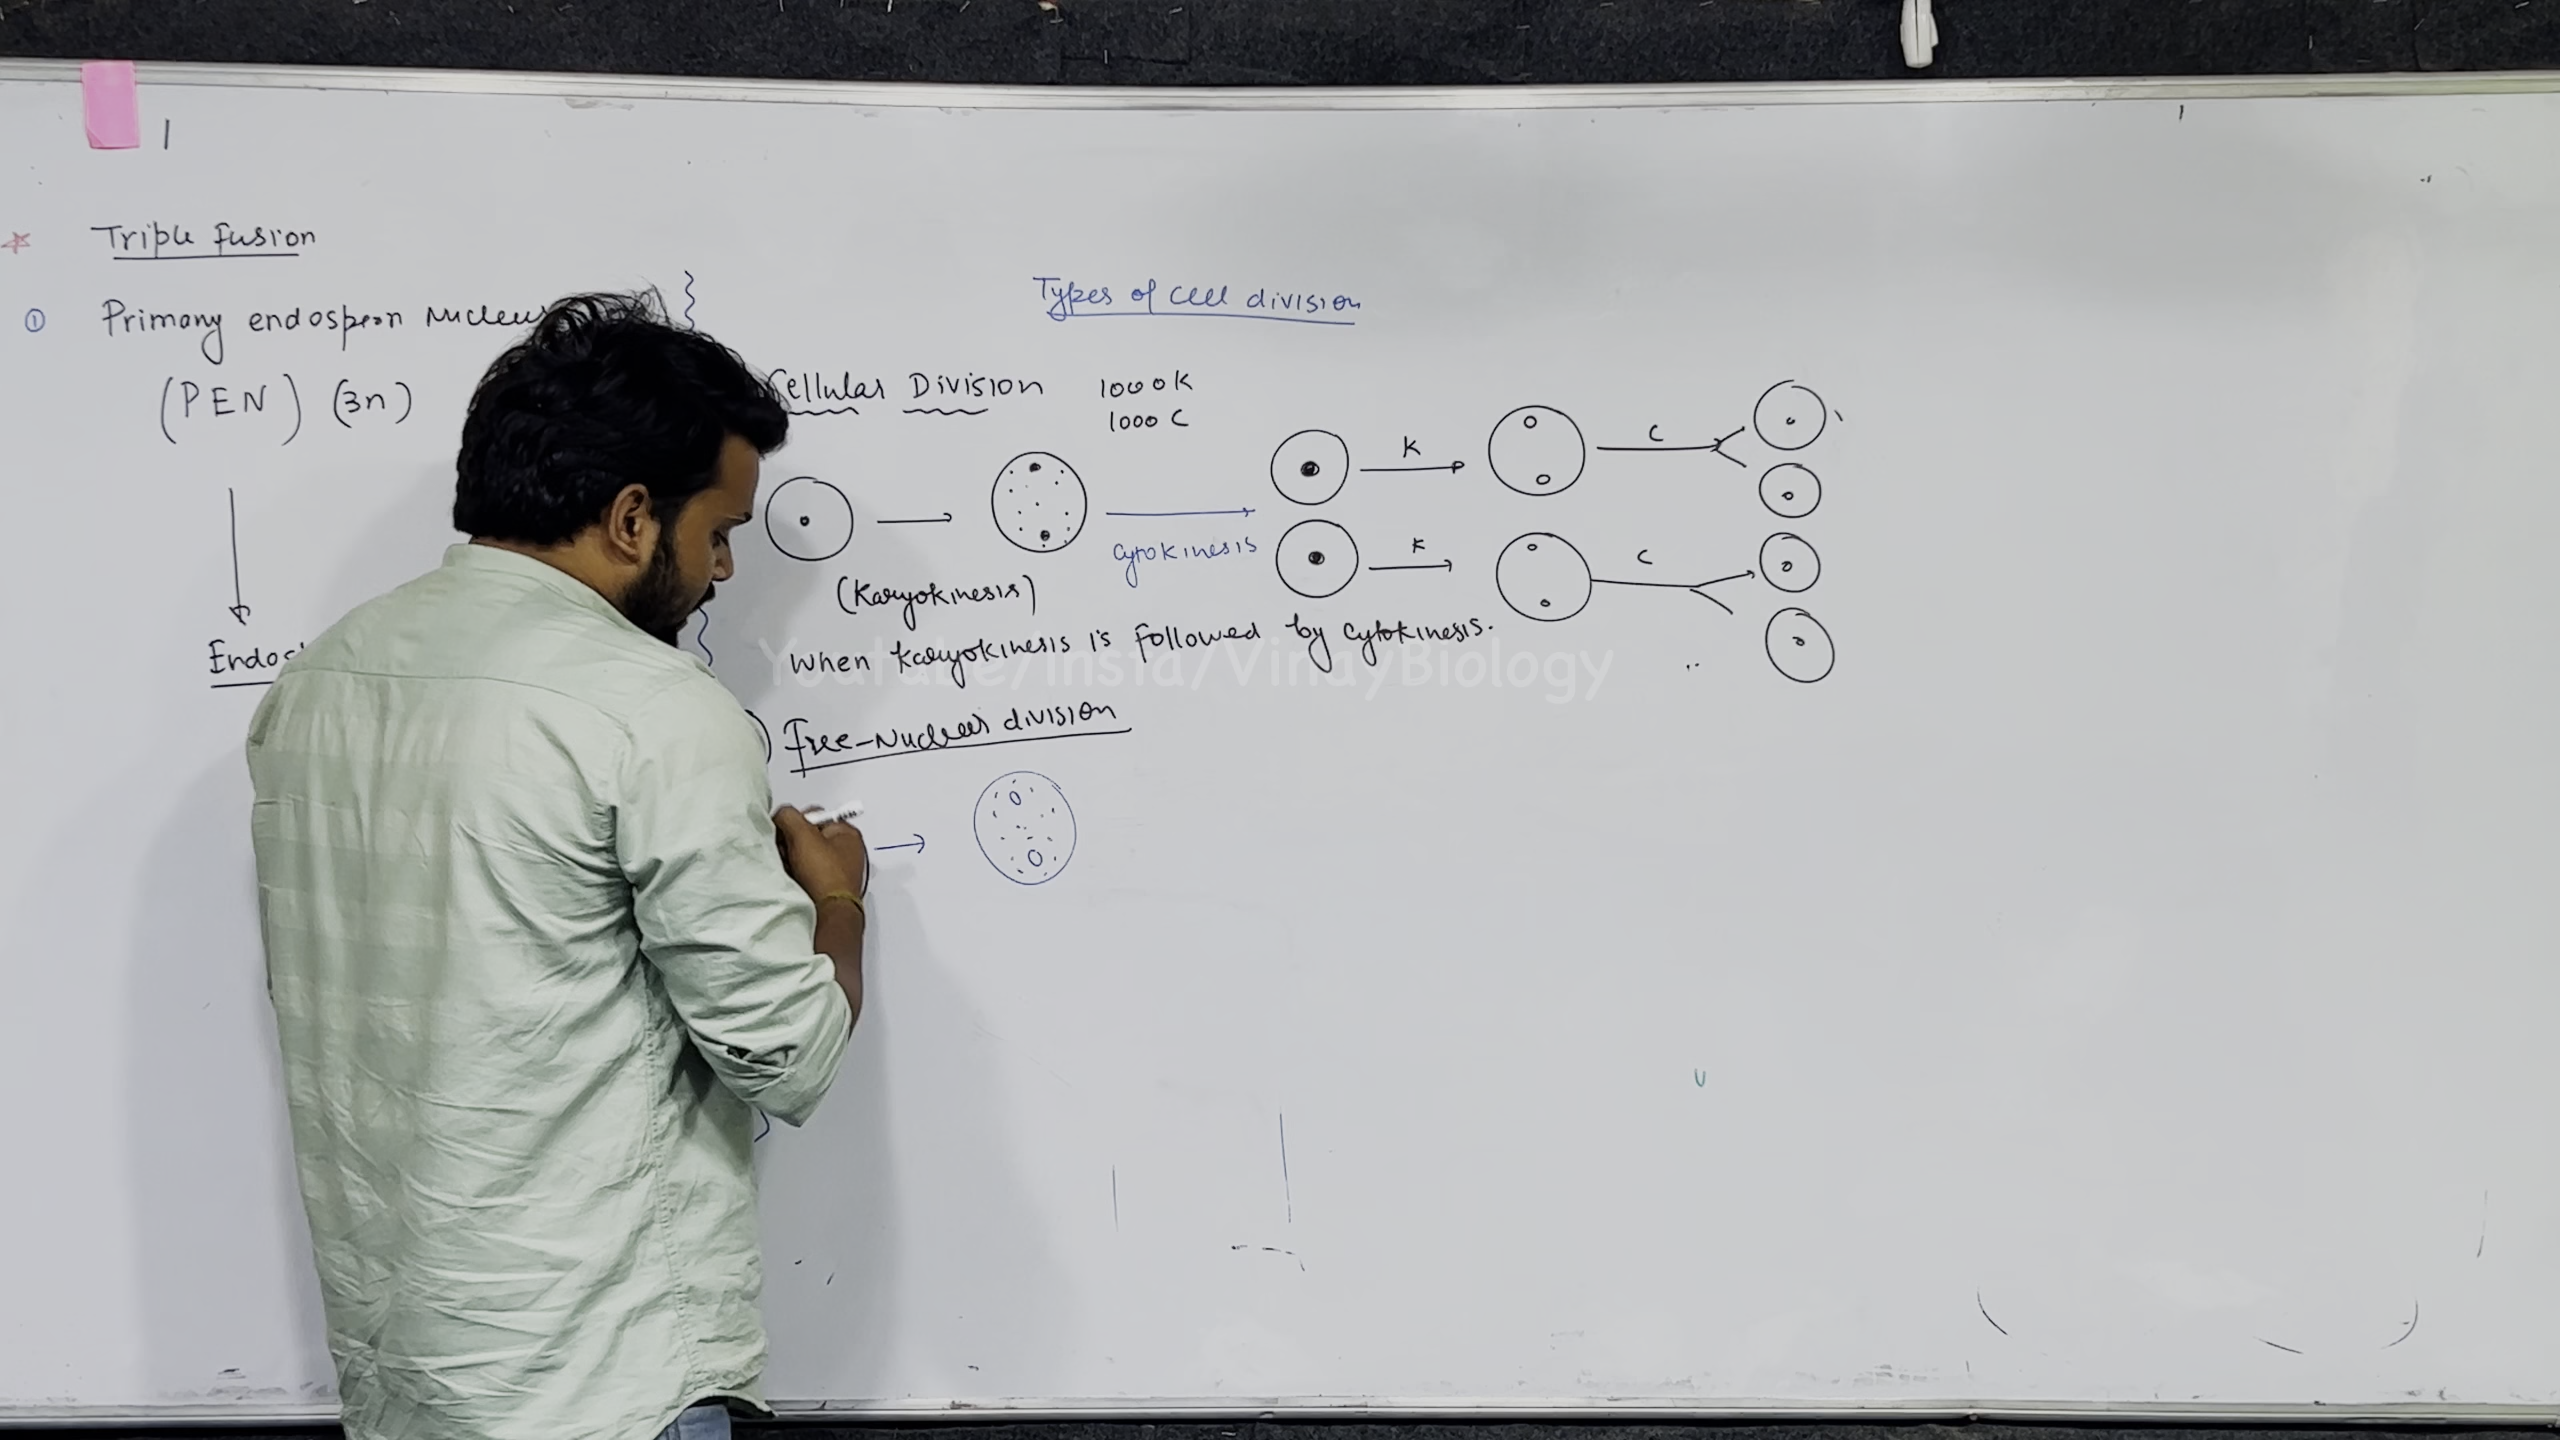 Triple fusion
① Primary endosperm Nucleus
(PEN) (3n)
Types of cell division
Cellular Division
1000 K
1000 C
K
C
K
C
Cytokinesis
(Karyokinesis)
When karyokinesis is followed by cytokinesis.
Youtube/Insta/VinayBiology
Free-Nuclear division